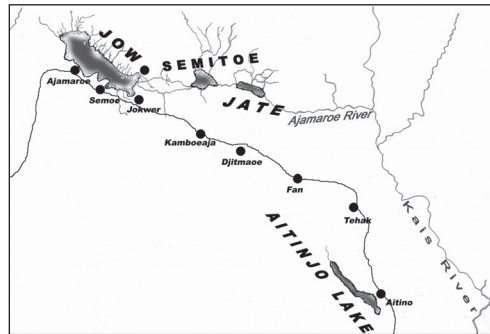 JOW
SEMITOE
JATE
Ajamaroe
Semoe
Jokwer
Ajamaroe River
Kamboeaja
Djitmaoe
Fan
Tehak
Kais River
AITINJO LAKE
Aitino